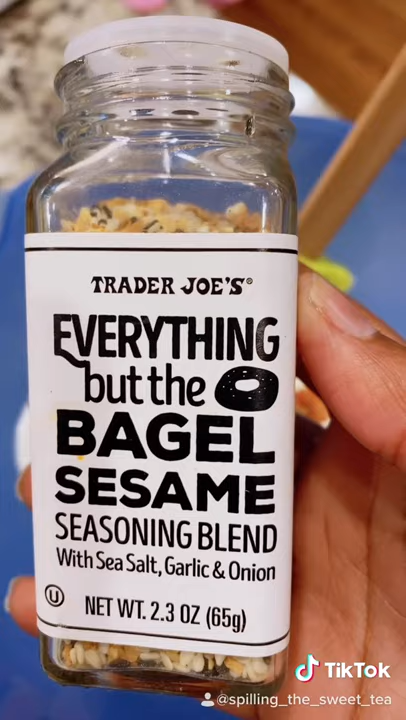 TRADER JOE'S®
EVERYTHING
but the
BAGEL
SESAME
SEASONING BLEND
With Sea Salt, Garlic & Onion
U
NET WT. 2.3 OZ (65g)
TikTok
@spilling_the_sweet_tea